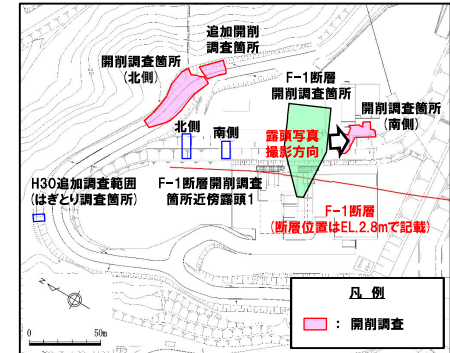 追加開削
調査箇所
開削調査箇所
(北側)
F-1断層
開削調査箇所
開削調査箇所
(南側)
露頭写真
撮影方向
北側
南側
H30追加調査範囲
(はぎとり調査箇所)
F-1断層開削調査
箇所近傍露頭1
F-1断層
(断層位置はEL.2.8mで記載)
N
0 50m
凡 例
: 開削調査